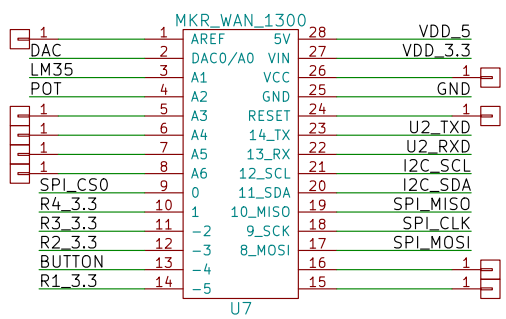 MKR_WAN_1300
1 1 AREF 5V 28 VDD_5
DAC 2 DAC0/A0 VIN 27 VDD_3.3
LM35 3 A1 VCC 26 1
POT 4 A2 GND 25 GND
1 5 A3 RESET 24 1
1 6 A4 14_TX 23 U2_TXD
1 7 A5 13_RX 22 U2_RXD
1 8 A6 12_SCL 21 I2C_SCL
SPI_CS0 9 0 11_SDA 20 I2C_SDA
R4_3.3 10 1 10_MISO 19 SPI_MISO
R3_3.3 11 ~2 9_SCK 18 SPI_CLK
R2_3.3 12 ~3 8_MOSI 17 SPI_MOSI
BUTTON 13 ~4 16 1
R1_3.3 14 ~5 15 1
U7